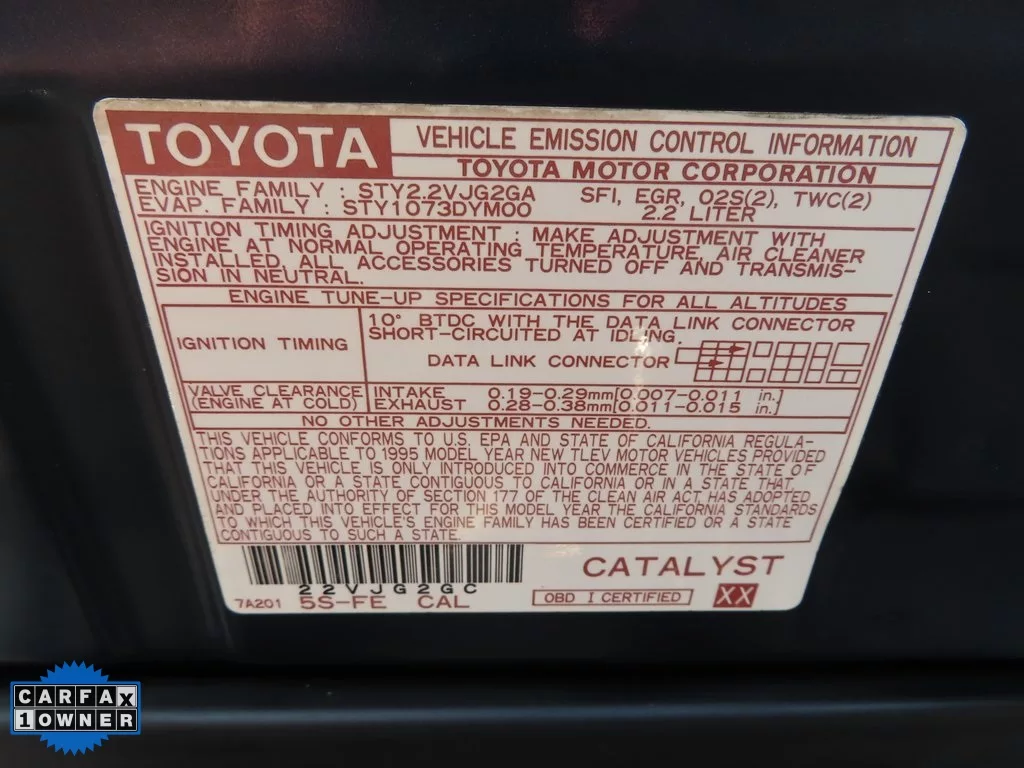 TOYOTA VEHICLE EMISSION CONTROL INFORMATION
TOYOTA MOTOR CORPORATION
ENGINE FAMILY : STY2.2VJG2GA SFI, EGR, O2S(2), TWC(2)
EVAP. FAMILY : STY1073DYM00 2.2 LITER
IGNITION TIMING ADJUSTMENT : MAKE ADJUSTMENT WITH
ENGINE AT NORMAL OPERATING TEMPERATURE, AIR CLEANER
INSTALLED, ALL ACCESSORIES TURNED OFF AND TRANSMIS-
SION IN NEUTRAL.
ENGINE TUNE-UP SPECIFICATIONS FOR ALL ALTITUDES
IGNITION TIMING
10° BTDC WITH THE DATA LINK CONNECTOR
SHORT-CIRCUITED AT IDLING.
DATA LINK CONNECTOR
VALVE CLEARANCE INTAKE 0.19-0.29mm[0.007-0.011 in.]
(ENGINE AT COLD) EXHAUST 0.28-0.38mm[0.011-0.015 in.]
NO OTHER ADJUSTMENTS NEEDED.
THIS VEHICLE CONFORMS TO U.S. EPA AND STATE OF CALIFORNIA REGULA-
TIONS APPLICABLE TO 1995 MODEL YEAR NEW TLEV MOTOR VEHICLES PROVIDED
THAT THIS VEHICLE IS ONLY INTRODUCED INTO COMMERCE IN THE STATE OF
CALIFORNIA OR A STATE CONTIGUOUS TO CALIFORNIA OR IN A STATE THAT,
UNDER THE AUTHORITY OF SECTION 177 OF THE CLEAN AIR ACT, HAS ADOPTED
AND PLACED INTO EFFECT FOR THIS MODEL YEAR THE CALIFORNIA STANDARDS
TO WHICH THIS VEHICLE'S ENGINE FAMILY HAS BEEN CERTIFIED OR A STATE
CONTIGUOUS TO SUCH A STATE.
22VJG2GC
CATALYST
7A201 5S-FE CAL OBD I CERTIFIED XX
CARFAX
1 OWNER